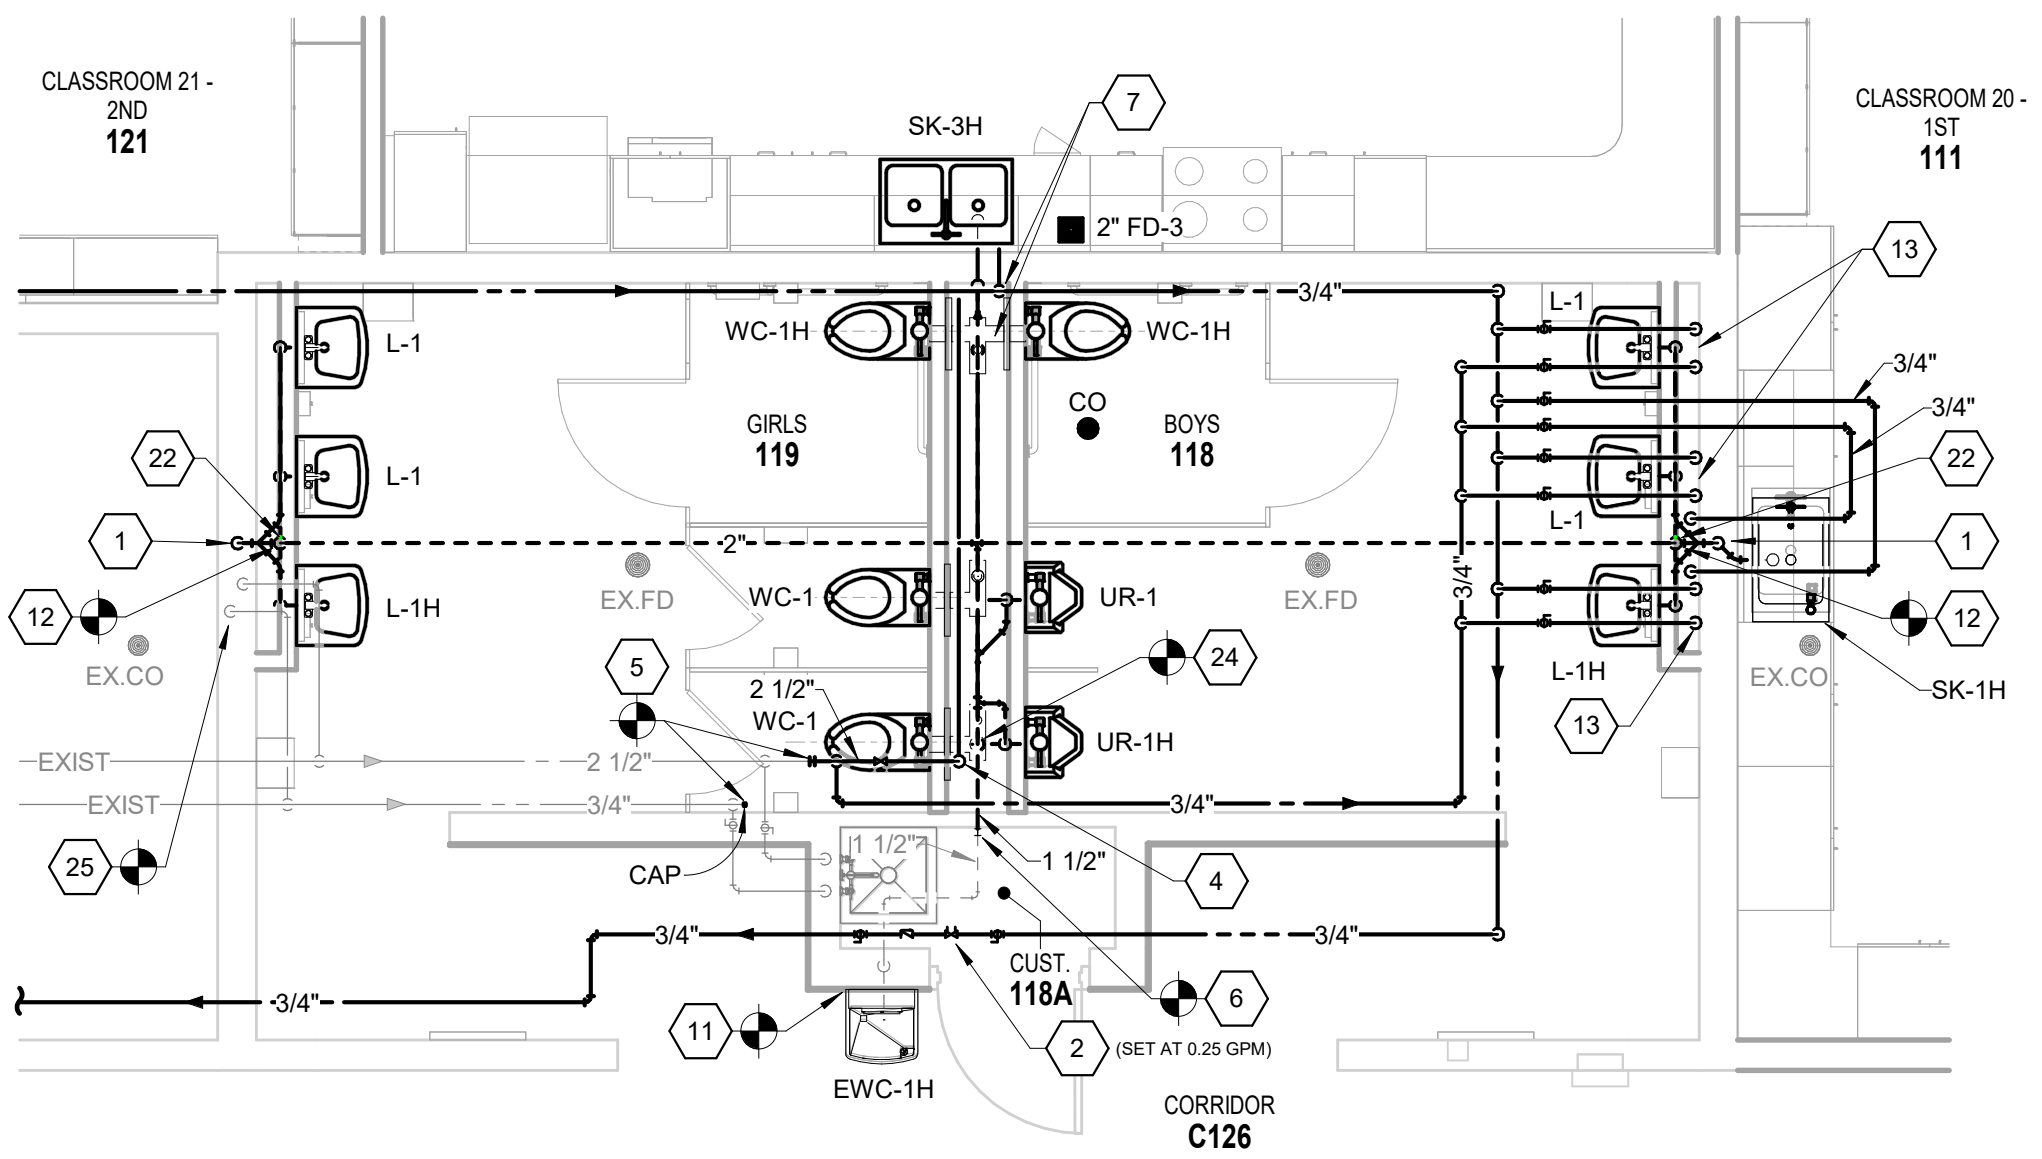 CLASSROOM 21 -
2ND
121
CLASSROOM 20 -
1ST
111
7
SK-3H
2" FD-3
13
3/4"
L-1
L-1
WC-1H
WC-1H
3/4"
3/4"
CO
GIRLS
119
BOYS
118
22
22
L-1
L-1
1
2"
1
EX.FD
EX.FD
3/4"
WC-1
UR-1
L-1H
12
12
EX.CO
5
24
2 1/2"
L-1H
EX.CO
SK-1H
WC-1
UR-1H
13
EXIST
2 1/2"
EXIST
3/4"
3/4"
25
CAP
1 1/2"
1 1/2"
4
3/4"
3/4"
CUST.
118A
3/4"
6
11
2
(SET AT 0.25 GPM)
EWC-1H
CORRIDOR
C126